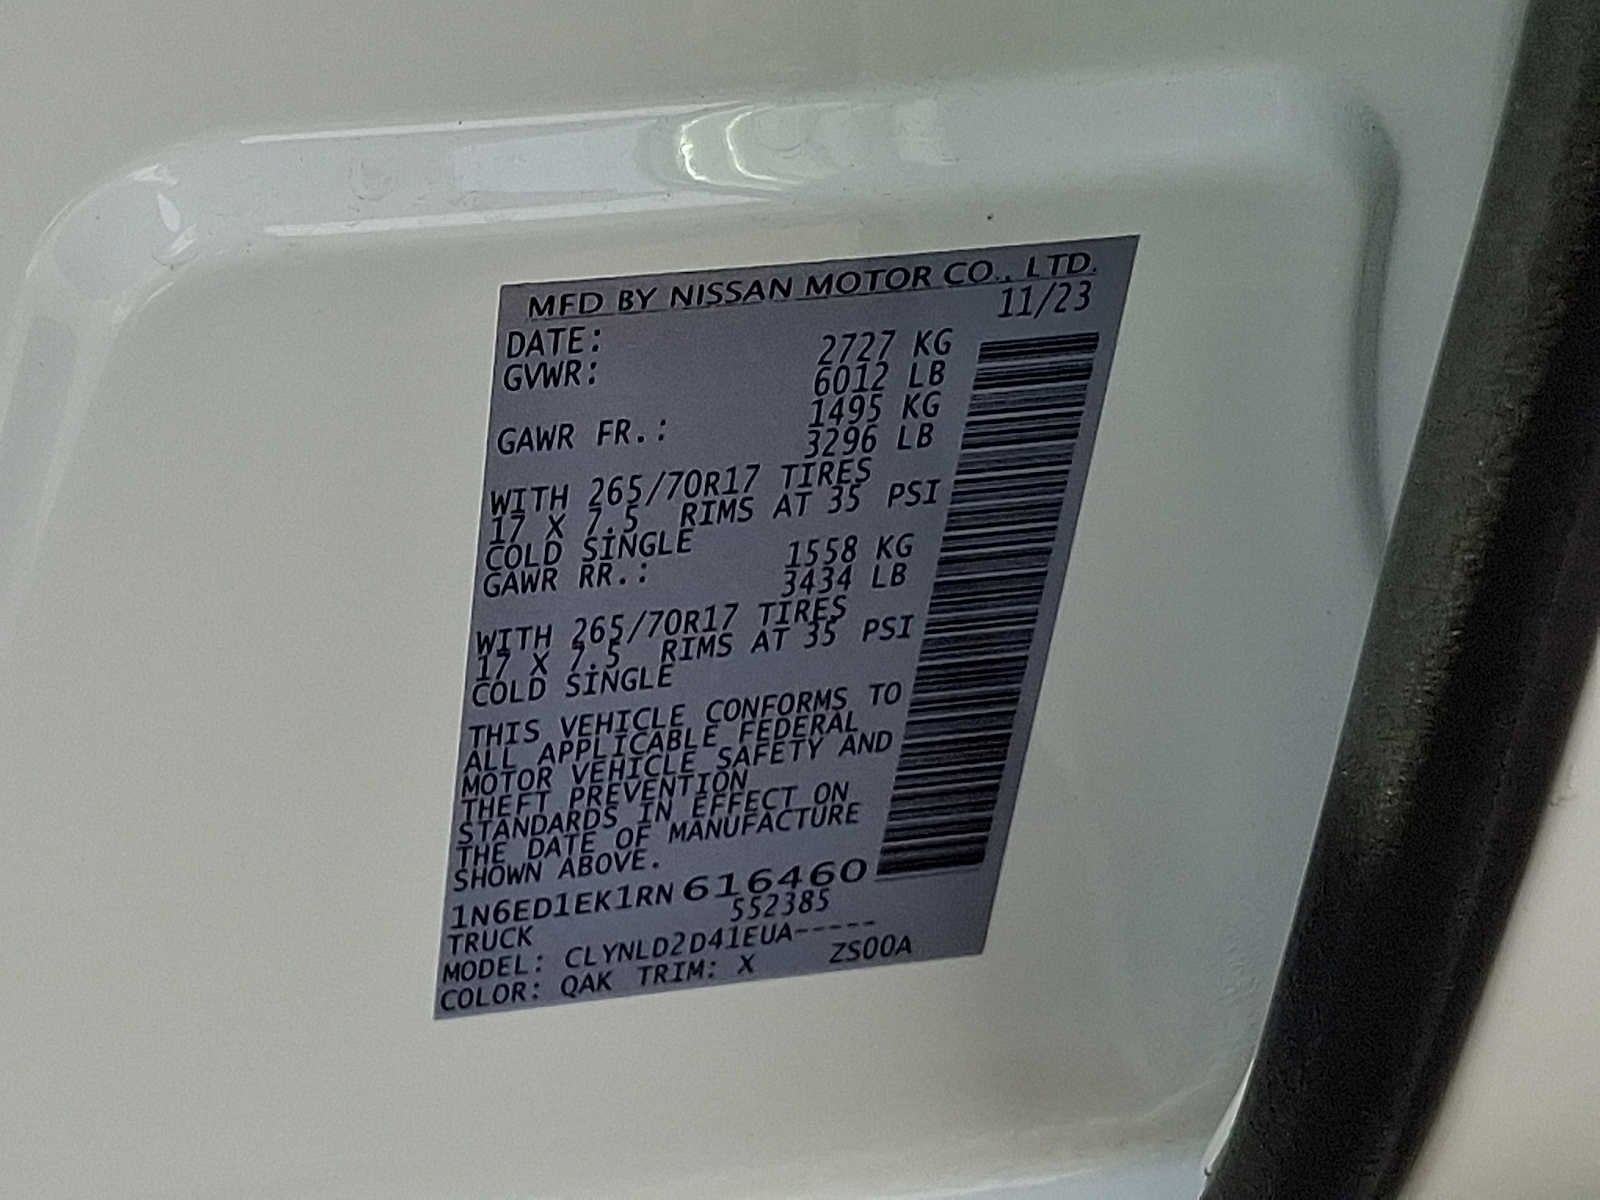 MFD BY NISSAN MOTOR CO., LTD.
DATE: 11/23
GVWR: 2727 KG
6012 LB
GAWR FR.: 1495 KG
3296 LB
WITH 265/70R17 TIRES
17 X 7.5 RIMS AT 35 PSI
COLD SINGLE
GAWR RR.: 1558 KG
3434 LB
WITH 265/70R17 TIRES
17 X 7.5 RIMS AT 35 PSI
COLD SINGLE
THIS VEHICLE CONFORMS TO
ALL APPLICABLE FEDERAL
MOTOR VEHICLE SAFETY AND
THEFT PREVENTION
STANDARDS IN EFFECT ON
THE DATE OF MANUFACTURE
SHOWN ABOVE.
1N6ED1EK1RN616460
TRUCK 552385
MODEL: CLYNLD2D41EUA-----
COLOR: QAK TRIM: X ZS00A